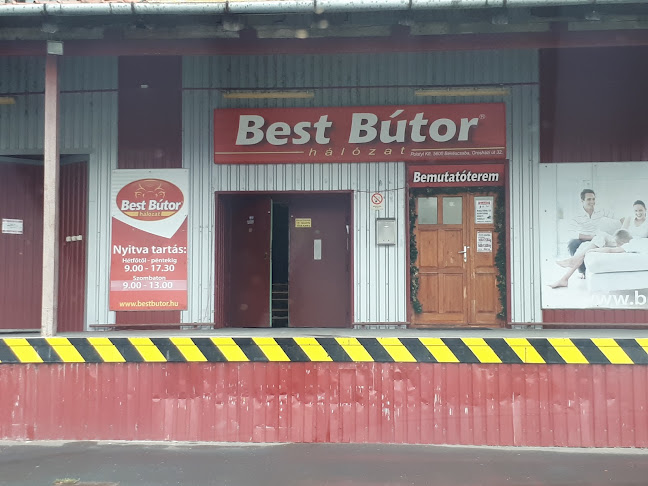 Best Bútor®
hálózat
Bemutatóterem
Best Bútor
hálózat
Nyitva tartás:
Hétfőtől - péntekig
9.00 - 17.30
Szombaton
9.00 - 13.00
www.bestbutor.hu
www.b